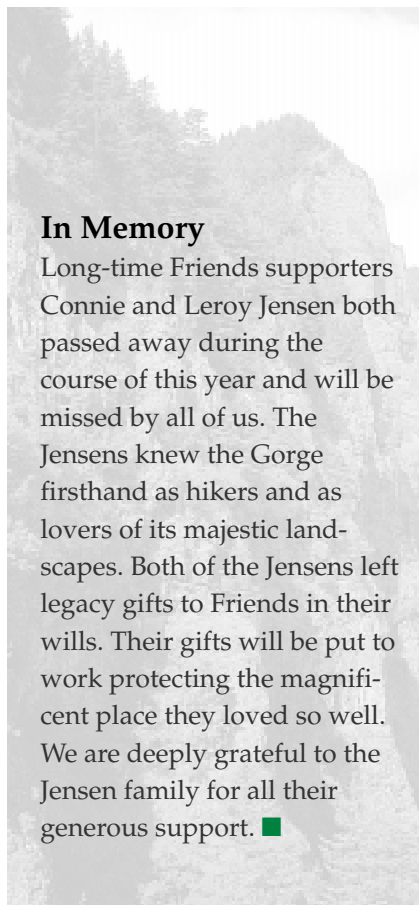 In Memory
Long-time Friends supporters
Connie and Leroy Jensen both
passed away during the
course of this year and will be
missed by all of us. The
Jensens knew the Gorge
firsthand as hikers and as
lovers of its majestic land-
scapes. Both of the Jensens left
legacy gifts to Friends in their
wills. Their gifts will be put to
work protecting the magnifi-
cent place they loved so well.
We are deeply grateful to the
Jensen family for all their
generous support. ■